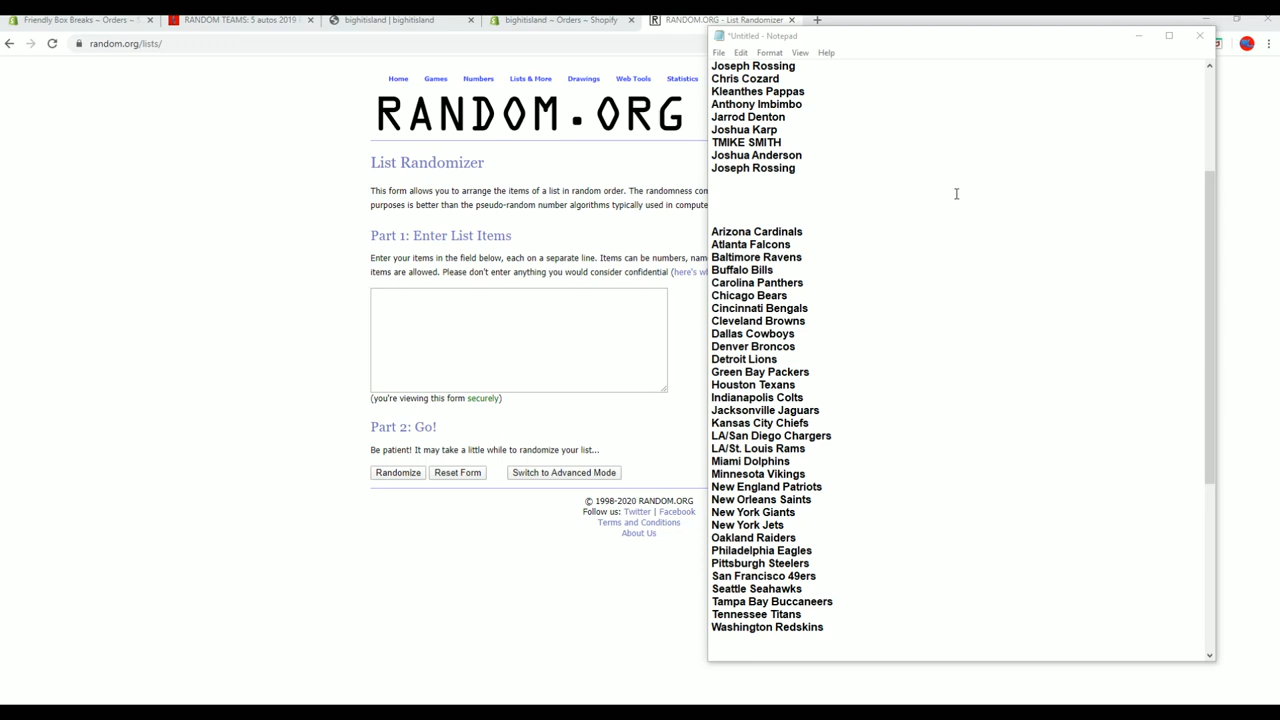 Friendly Box Breaks ~ Orders ~ S
RANDOM TEAMS: 5 autos 2019
bighitisland | bighitisland
bighitisland ~ Orders ~ Shopify
RANDOM.ORG - List Randomizer
random.org/lists/
Home Games Numbers Lists & More Drawings Web Tools Statistics
RANDOM.ORG
List Randomizer
This form allows you to arrange the items of a list in random order. The randomness com
purposes is better than the pseudo-random number algorithms typically used in compute
Part 1: Enter List Items
Enter your items in the field below, each on a separate line. Items can be numbers, nam
items are allowed. Please don't enter anything you would consider confidential (here's wh
(you're viewing this form securely)
Part 2: Go!
Be patient! It may take a little while to randomize your list...
Randomize Reset Form Switch to Advanced Mode
© 1998-2020 RANDOM.ORG
Follow us: Twitter | Facebook
Terms and Conditions
About Us
*Untitled - Notepad
File Edit Format View Help
Joseph Rossing
Chris Cozard
Kleanthes Pappas
Anthony Imbimbo
Jarrod Denton
Joshua Karp
TMIKE SMITH
Joshua Anderson
Joseph Rossing
Arizona Cardinals
Atlanta Falcons
Baltimore Ravens
Buffalo Bills
Carolina Panthers
Chicago Bears
Cincinnati Bengals
Cleveland Browns
Dallas Cowboys
Denver Broncos
Detroit Lions
Green Bay Packers
Houston Texans
Indianapolis Colts
Jacksonville Jaguars
Kansas City Chiefs
LA/San Diego Chargers
LA/St. Louis Rams
Miami Dolphins
Minnesota Vikings
New England Patriots
New Orleans Saints
New York Giants
New York Jets
Oakland Raiders
Philadelphia Eagles
Pittsburgh Steelers
San Francisco 49ers
Seattle Seahawks
Tampa Bay Buccaneers
Tennessee Titans
Washington Redskins